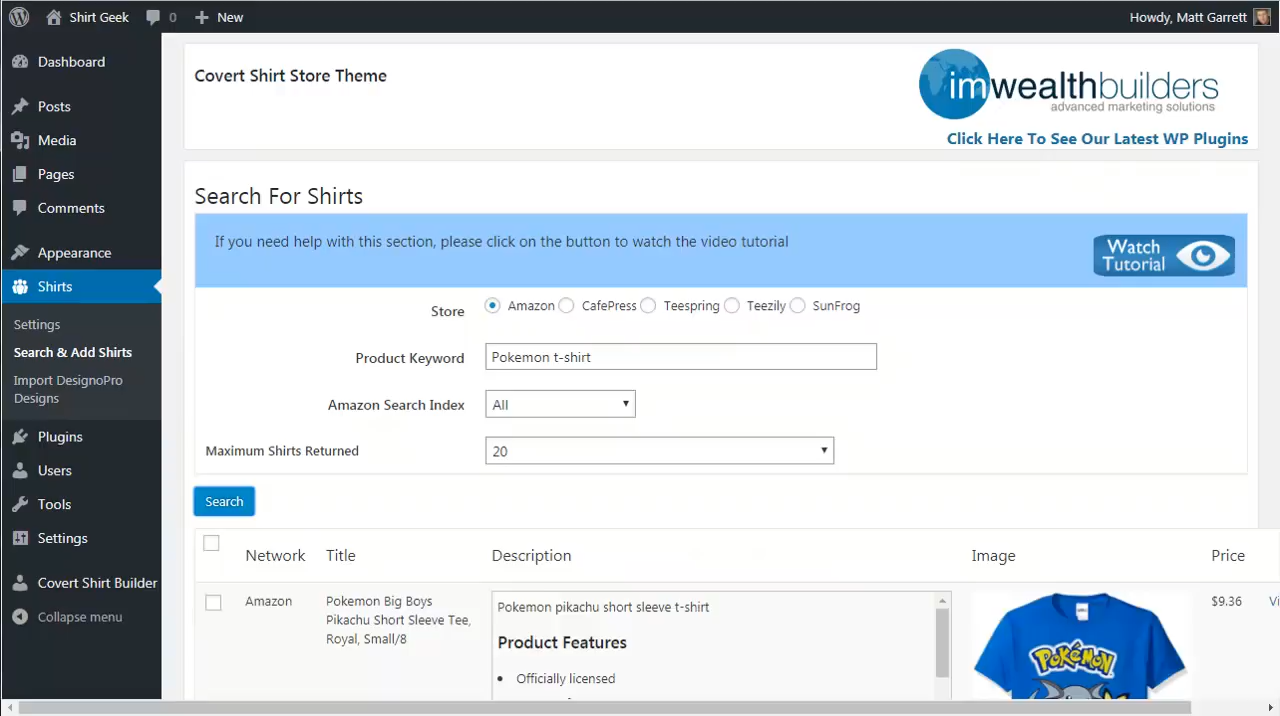 Shirt Geek
0
New
Howdy, Matt Garrett
Dashboard
Posts
Media
Pages
Comments
Appearance
Shirts
Settings
Search & Add Shirts
Import DesignoPro
Designs
Plugins
Users
Tools
Settings
Covert Shirt Builder
Collapse menu
Covert Shirt Store Theme
imwealthbuilders
advanced marketing solutions
Click Here To See Our Latest WP Plugins
Search For Shirts
If you need help with this section, please click on the button to watch the video tutorial
Watch
Tutorial
Store
Amazon CafePress Teespring Teezily SunFrog
Product Keyword
Pokemon t-shirt
Amazon Search Index
All
Maximum Shirts Returned
20
Search
Network Title Description Image Price
Amazon
Pokemon Big Boys
Pikachu Short Sleeve Tee,
Royal, Small/8
Pokemon pikachu short sleeve t-shirt
Product Features
• Officially licensed
POKéMON
$9.36